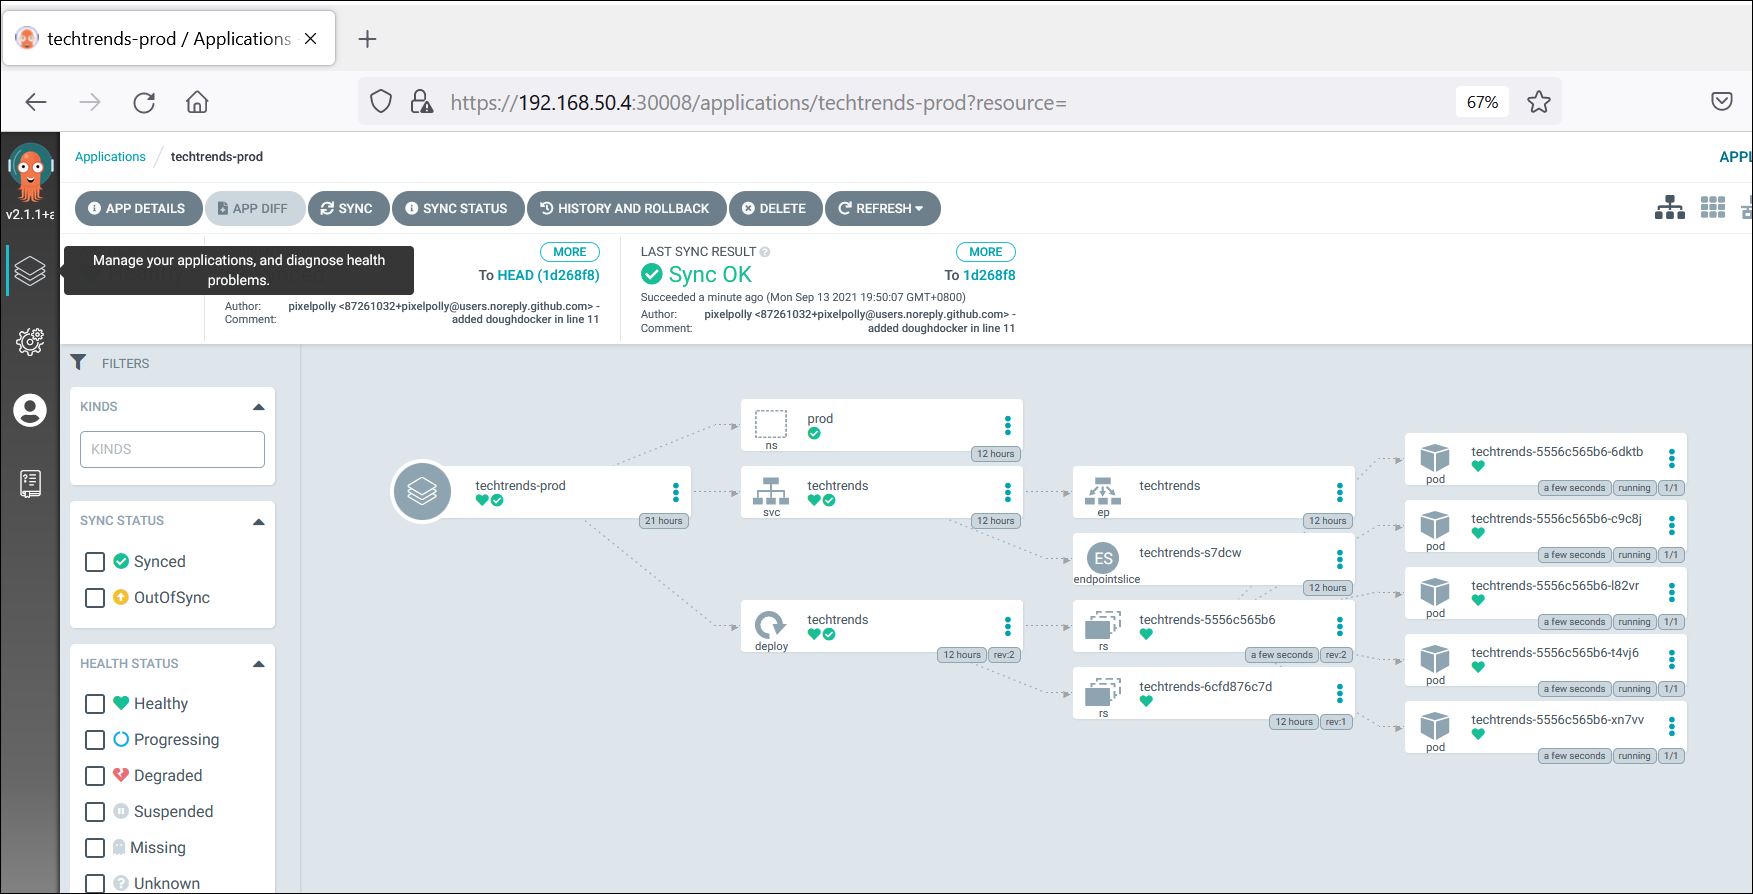 techtrends-prod / Applications
https://192.168.50.4:30008/applications/techtrends-prod?resource=
67%
v2.1.1+a
Applications / techtrends-prod
APPL
APP DETAILS
APP DIFF
SYNC
SYNC STATUS
HISTORY AND ROLLBACK
DELETE
REFRESH
Manage your applications, and diagnose health
problems.
MORE
To HEAD (1d268f8)
Author: pixelpolly <87261032+pixelpolly@users.noreply.github.com> -
Comment: added doughdocker in line 11
LAST SYNC RESULT
MORE
Sync OK
To 1d268f8
Succeeded a minute ago (Mon Sep 13 2021 19:50:07 GMT+0800)
Author: pixelpolly <87261032+pixelpolly@users.noreply.github.com> -
Comment: added doughdocker in line 11
FILTERS
KINDS
KINDS
SYNC STATUS
Synced
OutOfSync
HEALTH STATUS
Healthy
Progressing
Degraded
Suspended
Missing
Unknown
techtrends-prod
21 hours
prod
ns
12 hours
techtrends
svc
12 hours
techtrends
deploy
12 hours rev:2
techtrends
ep
12 hours
ES
techtrends-s7dcw
endpointslice
12 hours
techtrends-5556c565b6
rs
a few seconds rev:2
techtrends-6cfd876c7d
rs
12 hours rev:1
techtrends-5556c565b6-6dktb
pod
a few seconds running 1/1
techtrends-5556c565b6-c9c8j
pod
a few seconds running 1/1
techtrends-5556c565b6-l82vr
pod
a few seconds running 1/1
techtrends-5556c565b6-t4vj6
pod
a few seconds running 1/1
techtrends-5556c565b6-xn7vv
pod
a few seconds running 1/1